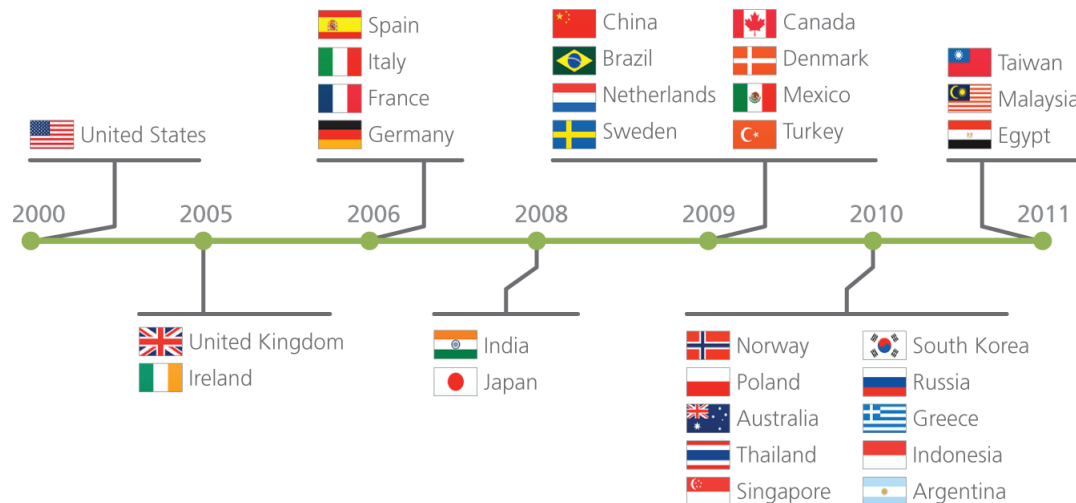 Spain
Italy
France
Germany
China
Brazil
Netherlands
Sweden
Canada
Denmark
Mexico
Turkey
Taiwan
Malaysia
Egypt
United States
2000
2005
2006
2008
2009
2010
2011
United Kingdom
Ireland
India
Japan
Norway
Poland
Australia
Thailand
Singapore
South Korea
Russia
Greece
Indonesia
Argentina